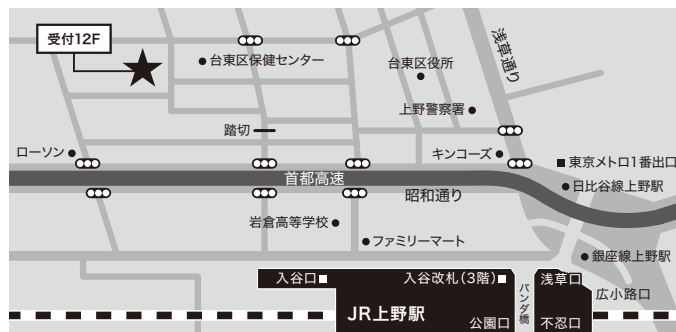 受付12F
台東区保健センター
台東区役所
浅草通り
上野警察署
踏切
ローソン
キンコーズ
東京メトロ1番出口
首都高速
日比谷線上野駅
昭和通り
岩倉高等学校
ファミリーマート
銀座線上野駅
入谷口
入谷改札(3階)
パンダ橋
浅草口
広小路口
JR上野駅
公園口
不忍口